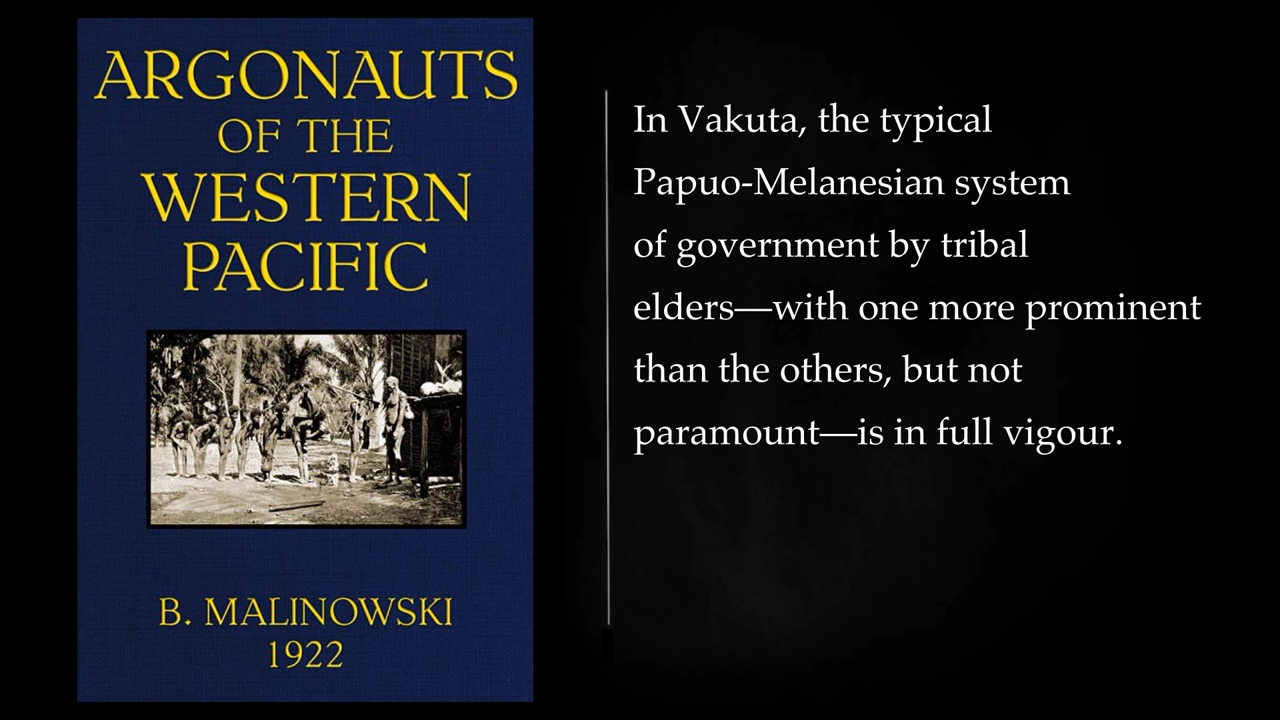 ARGONAUTS
OF THE
WESTERN
PACIFIC
B. MALINOWSKI
1922
In Vakuta, the typical
Papuo-Melanesian system
of government by tribal
elders—with one more prominent
than the others, but not
paramount—is in full vigour.